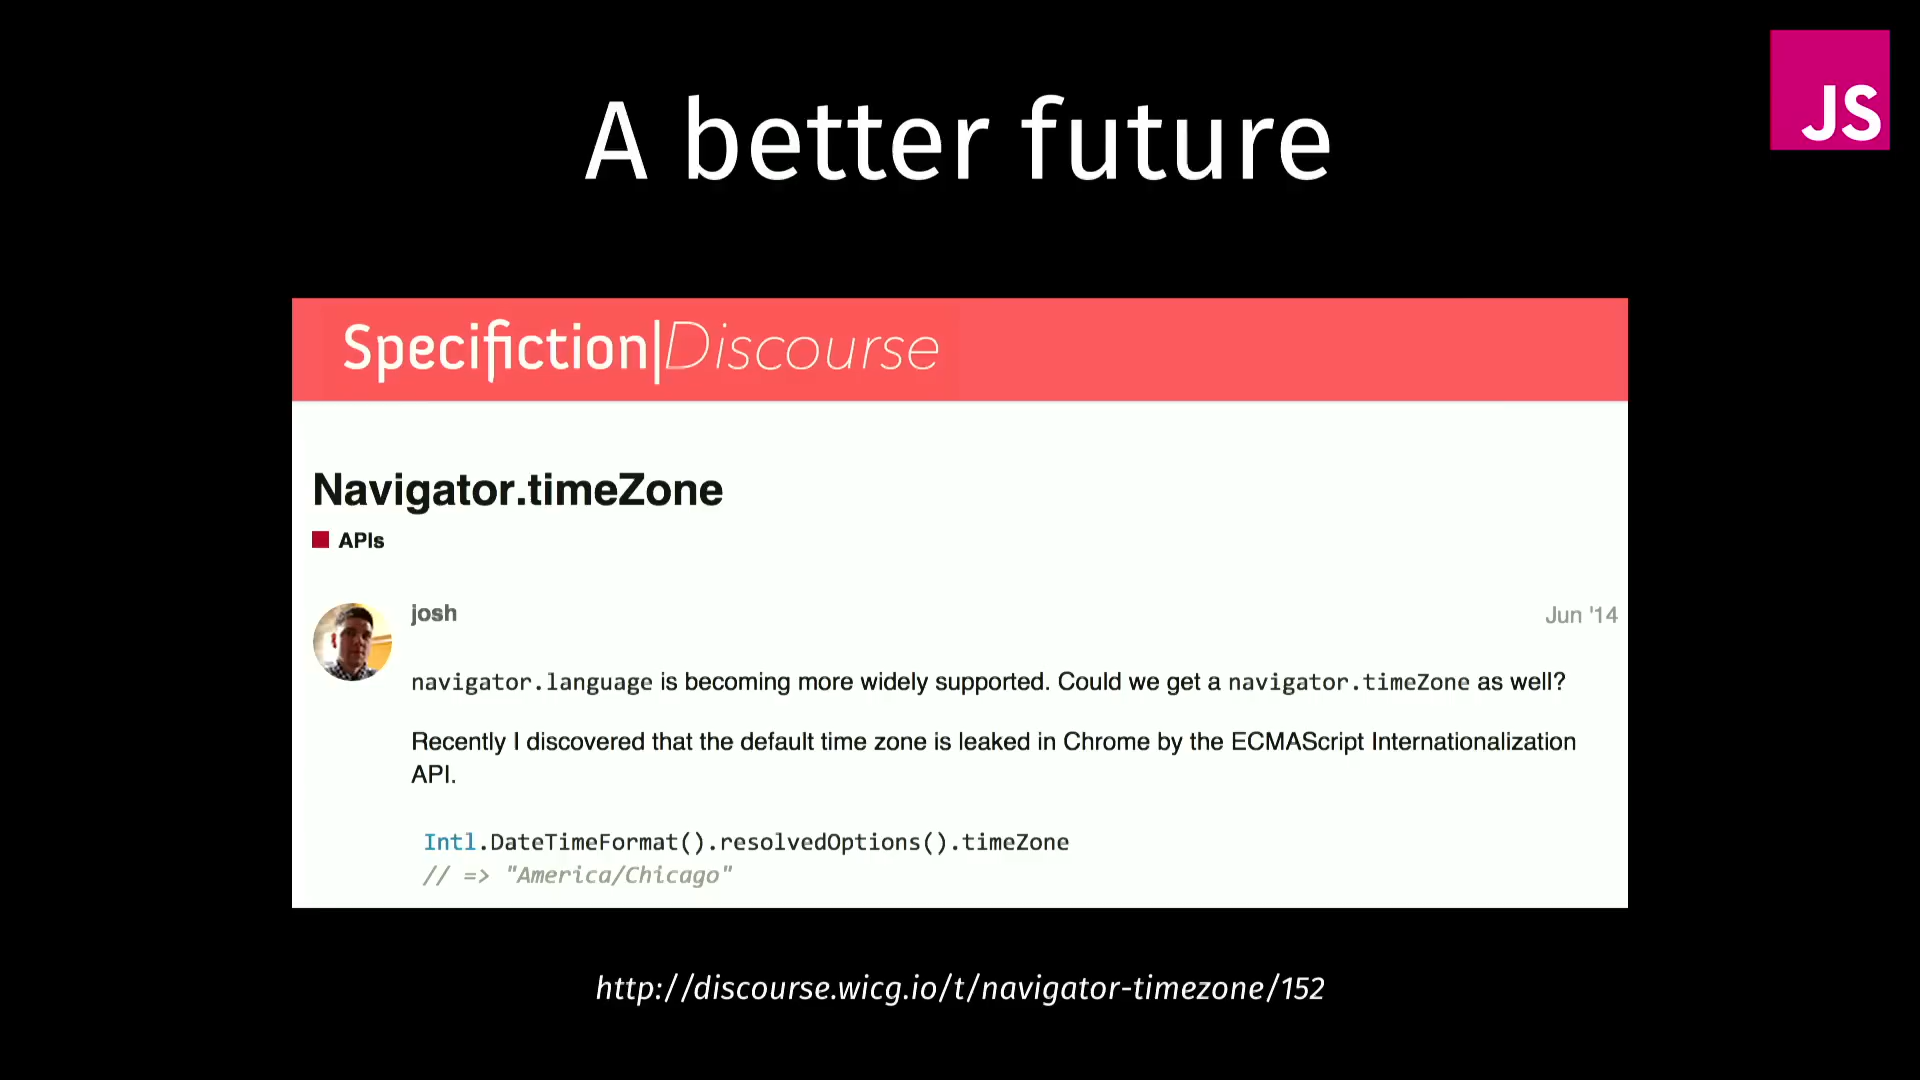 A better future
JS
Specifiction|Discourse
Navigator.timeZone
APIs
josh
Jun '14
navigator.language is becoming more widely supported. Could we get a navigator.timeZone as well?
Recently I discovered that the default time zone is leaked in Chrome by the ECMAScript Internationalization
API.
Intl.DateTimeFormat().resolvedOptions().timeZone
// => "America/Chicago"
http://discourse.wicg.io/t/navigator-timezone/152